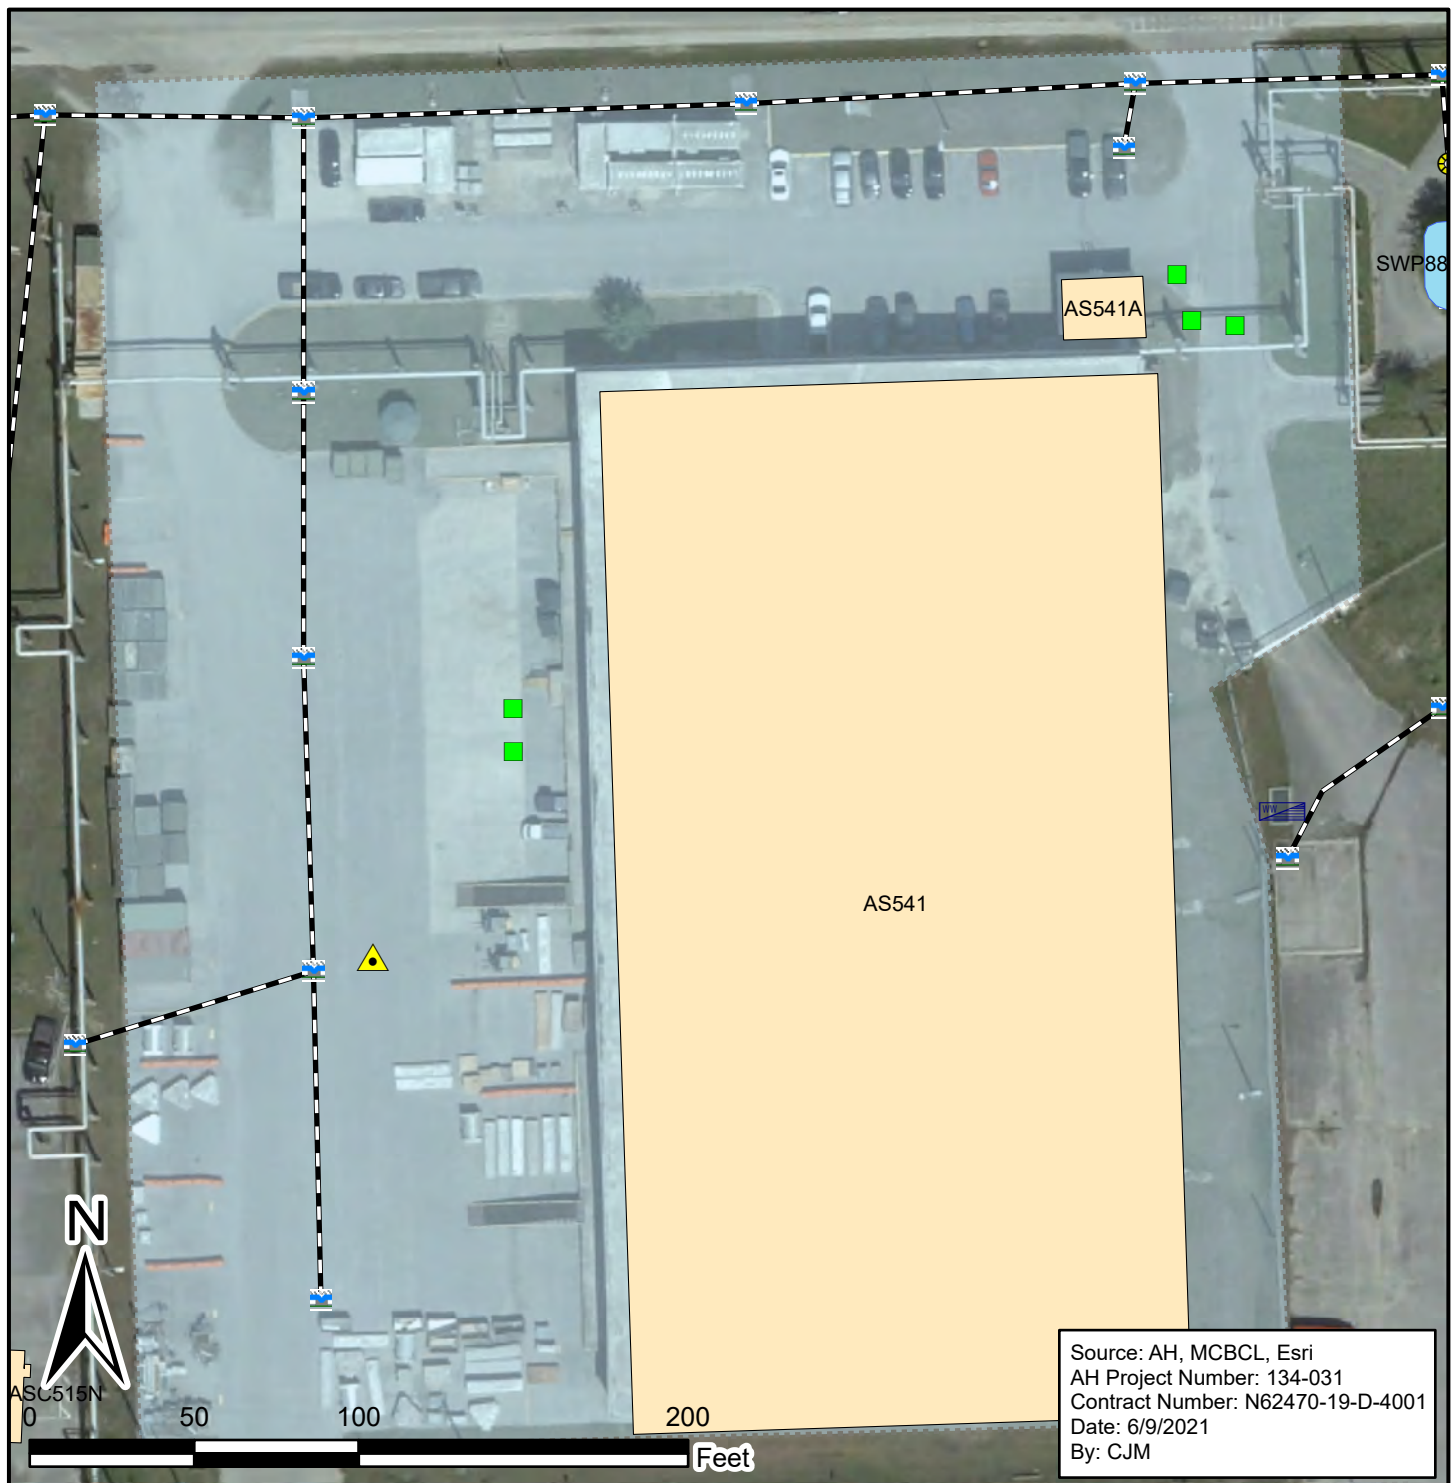 SWP88
AS541A
WW
AS541
N
ASC515N
0 50 100 200
Feet
Source: AH, MCBCL, Esri
AH Project Number: 134-031
Contract Number: N62470-19-D-4001
Date: 6/9/2021
By: CJM